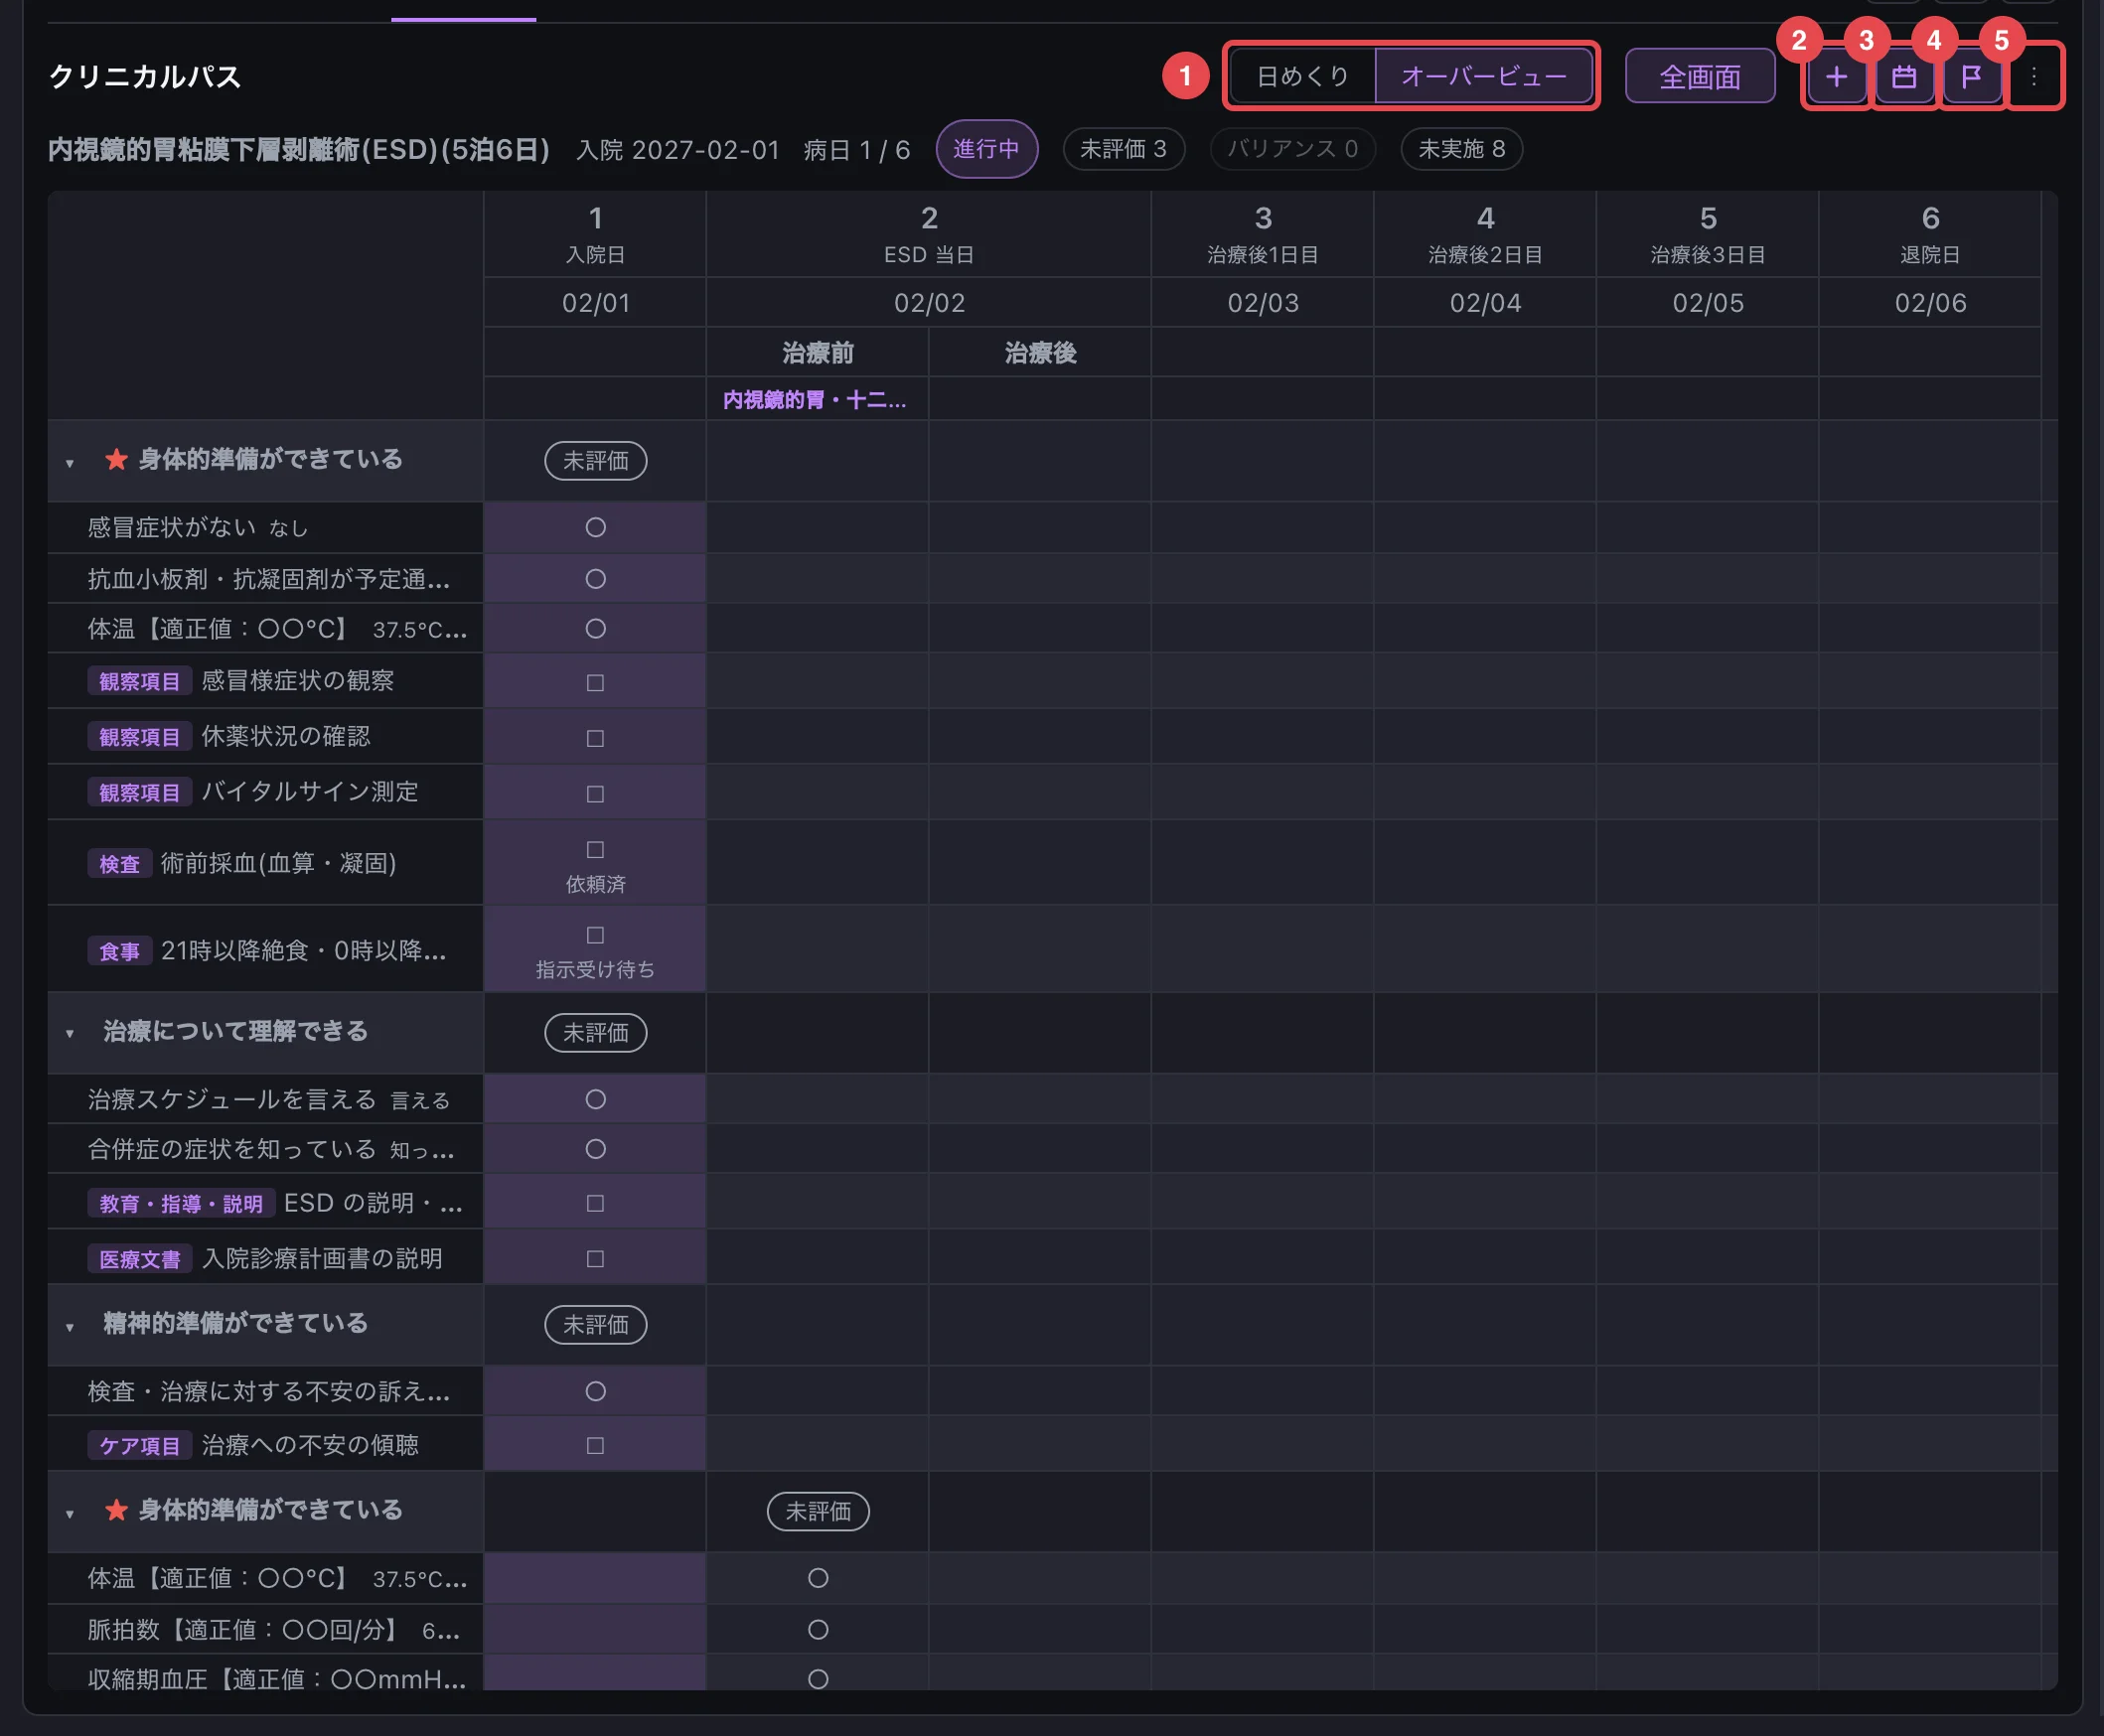 クリニカルパス
1
日めくり オーバービュー
全画面
2 3 4 5
内視鏡的胃粘膜下層剥離術(ESD)(5泊6日) 入院 2027-02-01 病日 1 / 6 進行中 未評価 3 バリアンス 0 未実施 8
1 2 3 4 5 6
入院日 ESD 当日 治療後1日目 治療後2日目 治療後3日目 退院日
02/01 02/02 02/03 02/04 02/05 02/06
治療前 治療後
内視鏡的胃・十二...
★ 身体的準備ができている 未評価
感冒症状がない なし ○
抗血小板剤・抗凝固剤が予定通... ○
体温【適正値：〇〇℃】 37.5℃... ○
観察項目 感冒様症状の観察 □
観察項目 休薬状況の確認 □
観察項目 バイタルサイン測定 □
検査 術前採血(血算・凝固) □
依頼済
食事 21時以降絶食・0時以降... □
指示受け待ち
治療について理解できる 未評価
治療スケジュールを言える 言える ○
合併症の症状を知っている 知っ... ○
教育・指導・説明 ESD の説明・... □
医療文書 入院診療計画書の説明 □
精神的準備ができている 未評価
検査・治療に対する不安の訴え... ○
ケア項目 治療への不安の傾聴 □
★ 身体的準備ができている 未評価
体温【適正値：〇〇℃】 37.5℃... ○
脈拍数【適正値：〇〇回/分】 6... ○
収縮期血圧【適正値：〇〇mmH... ○